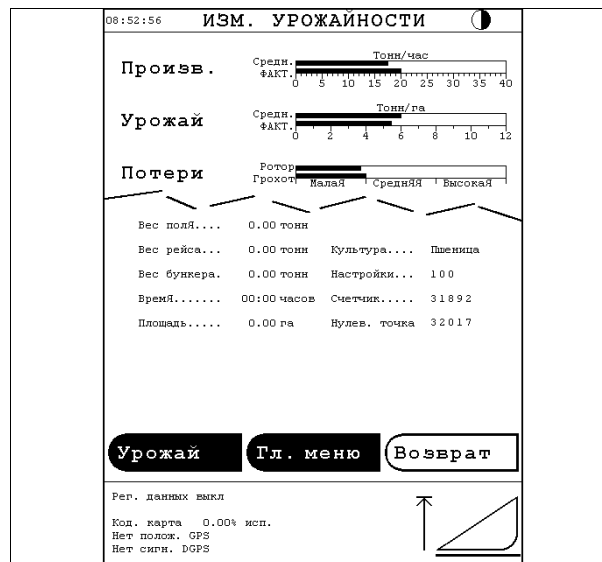 08:52:56 ИЗМ. УРОЖАЙНОСТИ
Тонн/час
Произв. Средн.
ФАКТ.
0 5 10 15 20 25 30 35 40
Тонн/га
Урожай Средн.
ФАКТ.
0 2 4 6 8 10 12
Потери Ротор
Грохот
МалаЯ СреднЯЯ ВысокаЯ
Вес полЯ.... 0.00 тонн
Вес рейса... 0.00 тонн Культура.... Пшеница
Вес бункера. 0.00 тонн Настройки... 100
ВремЯ....... 00:00 часов Счетчик..... 31892
Площадь..... 0.00 га Нулев. точка 32017
Урожай Гл. меню Возврат
Рег. данных выкл
Код. карта 0.00% исп.
Нет полож. GPS
Нет сигн. DGPS